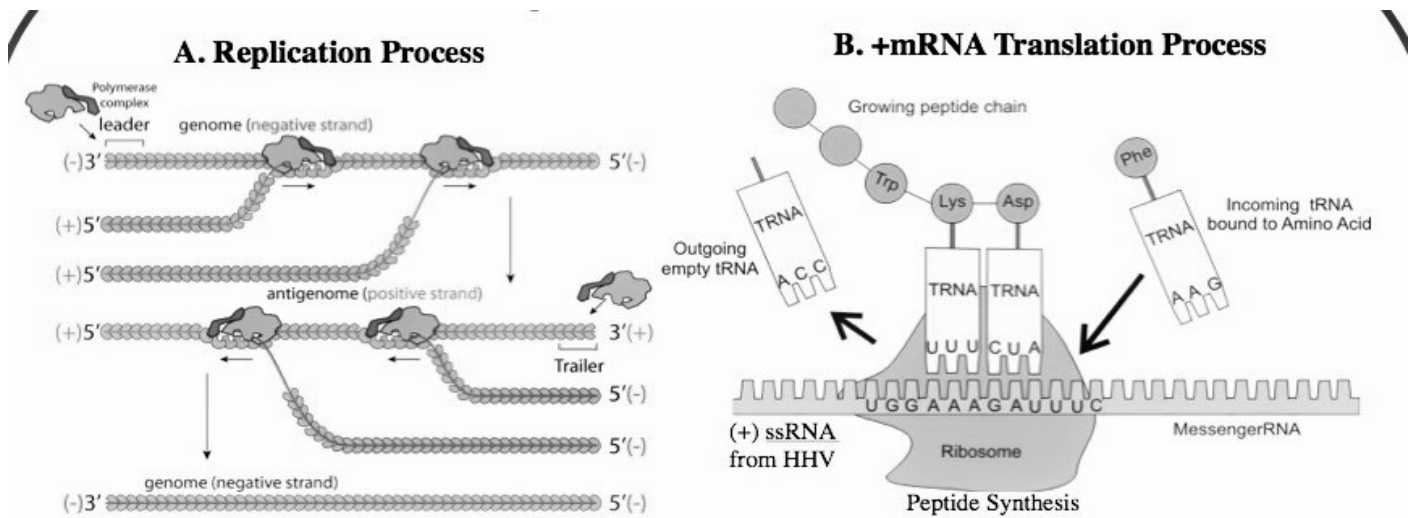 A. Replication Process
Polymerase
complex
leader
genome (negative strand)
(-)3’
5’(-)
(+)5’
(+)5’
antigenome (positive strand)
(+)5’
3’(+)
Trailer
5’(-)
5’(-)
genome (negative strand)
(-)3’
5’(-)
B. +mRNA Translation Process
Growing peptide chain
Trp
Lys
Asp
Phe
TRNA
A C C
Outgoing
empty tRNA
TRNA
U U U
TRNA
C U A
TRNA
A A G
Incoming tRNA
bound to Amino Acid
U G G A A A G A U U U C
(+) ssRNA
from HHV
Ribosome
MessengerRNA
Peptide Synthesis